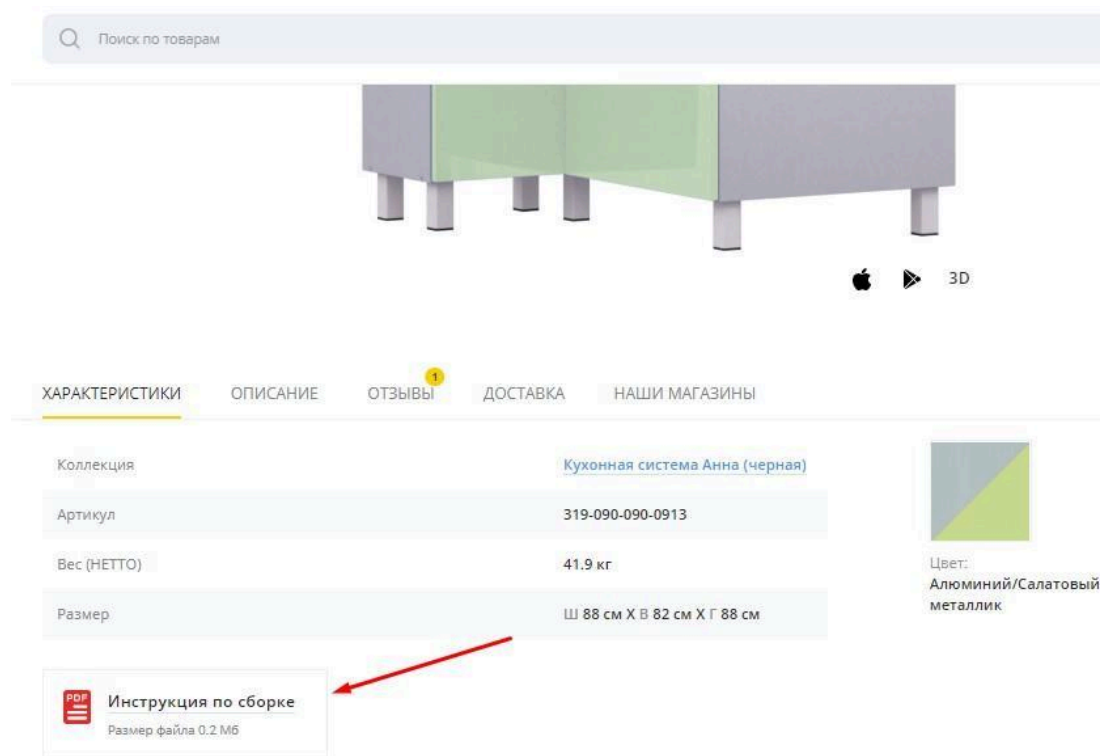 Поиск по товарам
3D
ХАРАКТЕРИСТИКИ ОПИСАНИЕ ОТЗЫВЫ 1 ДОСТАВКА НАШИ МАГАЗИНЫ
Коллекция Кухонная система Анна (черная)
Артикул 319-090-090-0913
Вес (НЕТТО) 41.9 кг
Размер Ш 88 см X В 82 см X Г 88 см
Цвет:
Алюминий/Салатовый
металлик
PDF
Инструкция по сборке
Размер файла 0.2 Мб